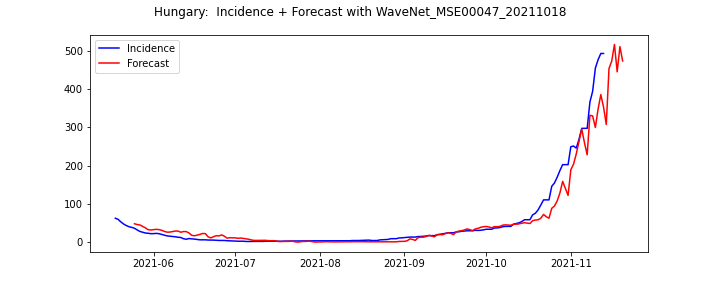 Hungary:  Incidence + Forecast with WaveNet_MSE00047_20211018
Incidence
Forecast
500
400
300
200
100
0
2021-06 2021-07 2021-08 2021-09 2021-10 2021-11